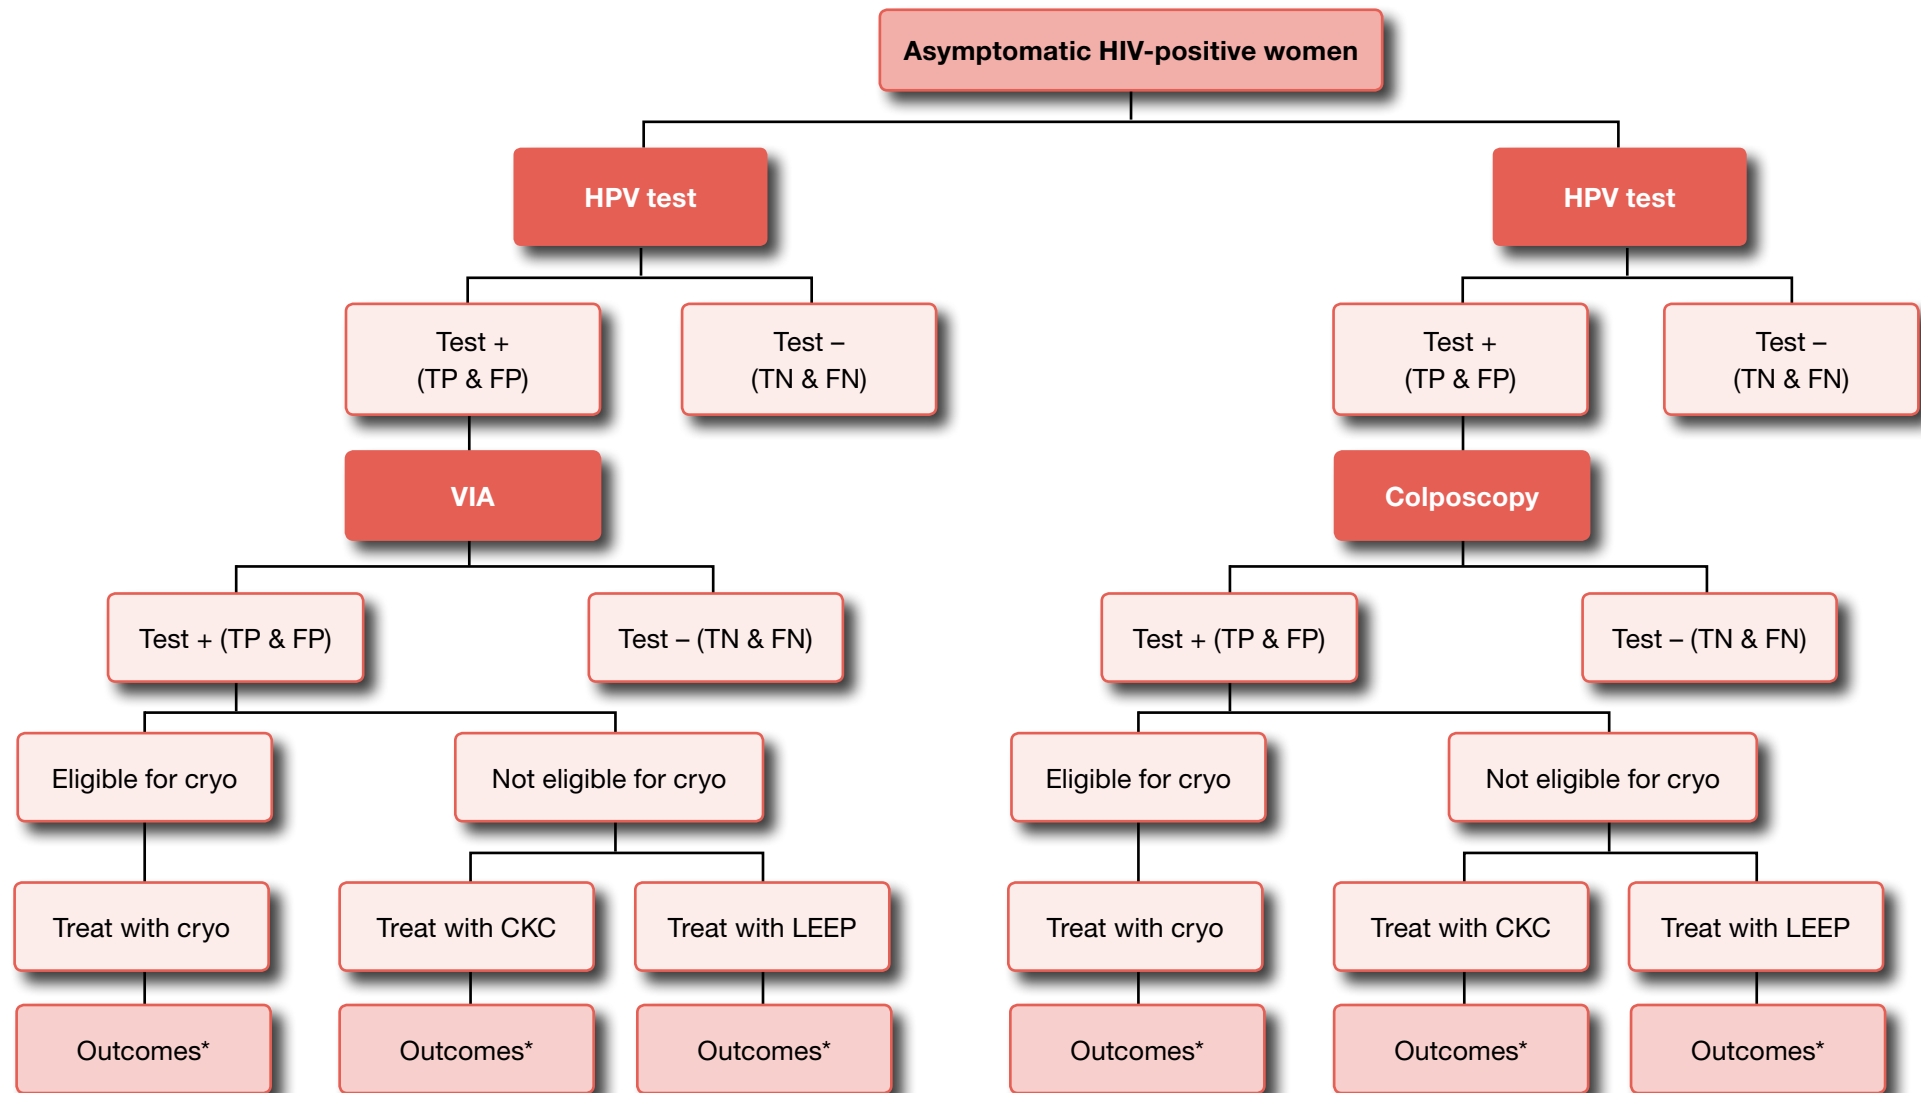 Asymptomatic HIV-positive women
HPV test
HPV test
Test +
(TP & FP)
Test –
(TN & FN)
Test +
(TP & FP)
Test –
(TN & FN)
VIA
Colposcopy
Test + (TP & FP)
Test – (TN & FN)
Test + (TP & FP)
Test – (TN & FN)
Eligible for cryo
Not eligible for cryo
Eligible for cryo
Not eligible for cryo
Treat with cryo
Treat with CKC
Treat with LEEP
Treat with cryo
Treat with CKC
Treat with LEEP
Outcomes*
Outcomes*
Outcomes*
Outcomes*
Outcomes*
Outcomes*